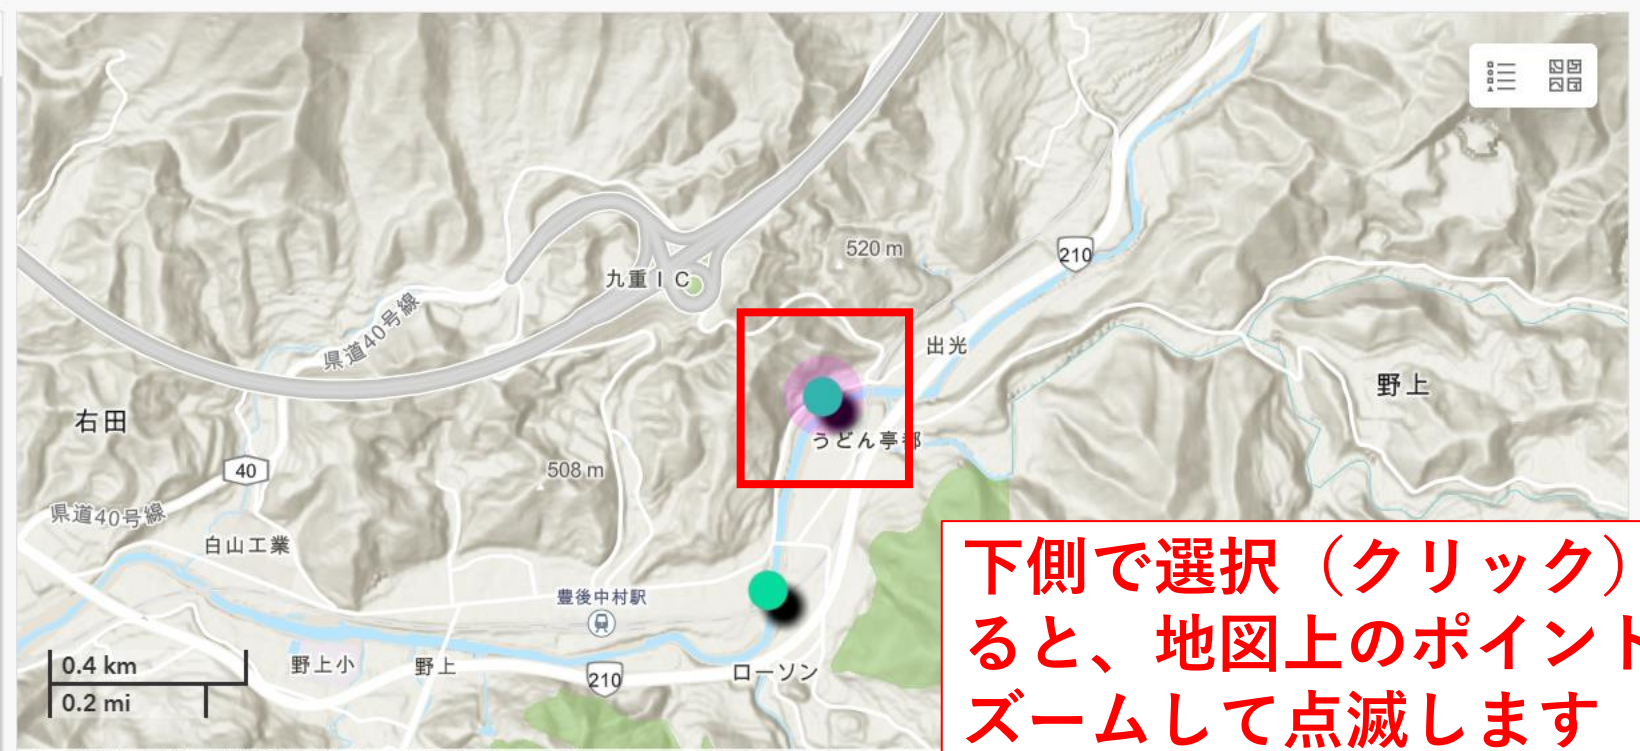 520 m
210
九重ＩＣ
県道40号線
出光
野上
右田
うどん亭都
40
508 m
県道40号線
白山工業
豊後中村駅
下側で選択（クリック）
ると、地図上のポイント
ズームして点滅します
0.4 km
野上小
野上
210
ローソン
0.2 mi